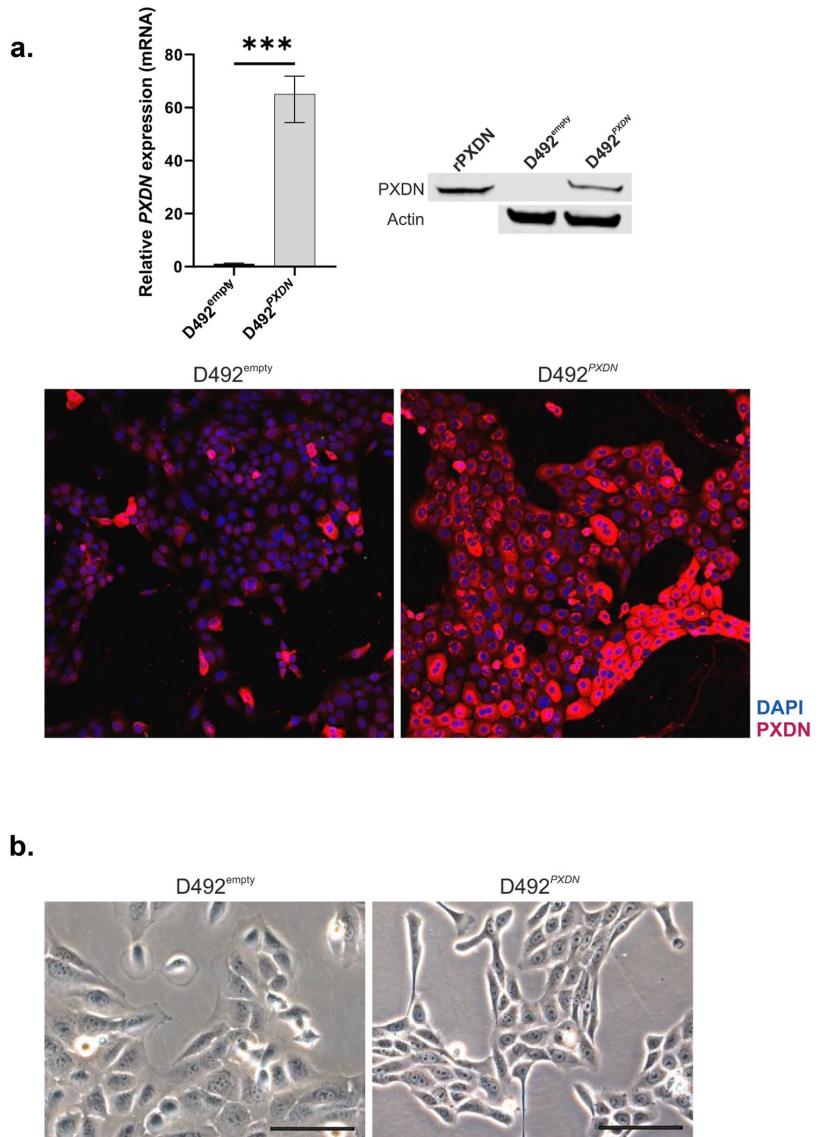 a.
Relative PXDN expression (mRNA)
80
60
40
20
0
***
D492empty
D492PXDN
rPXDN
D492empty
D492PXDN
PXDN
Actin
D492empty
D492PXDN
DAPI
PXDN
b.
D492empty
D492PXDN